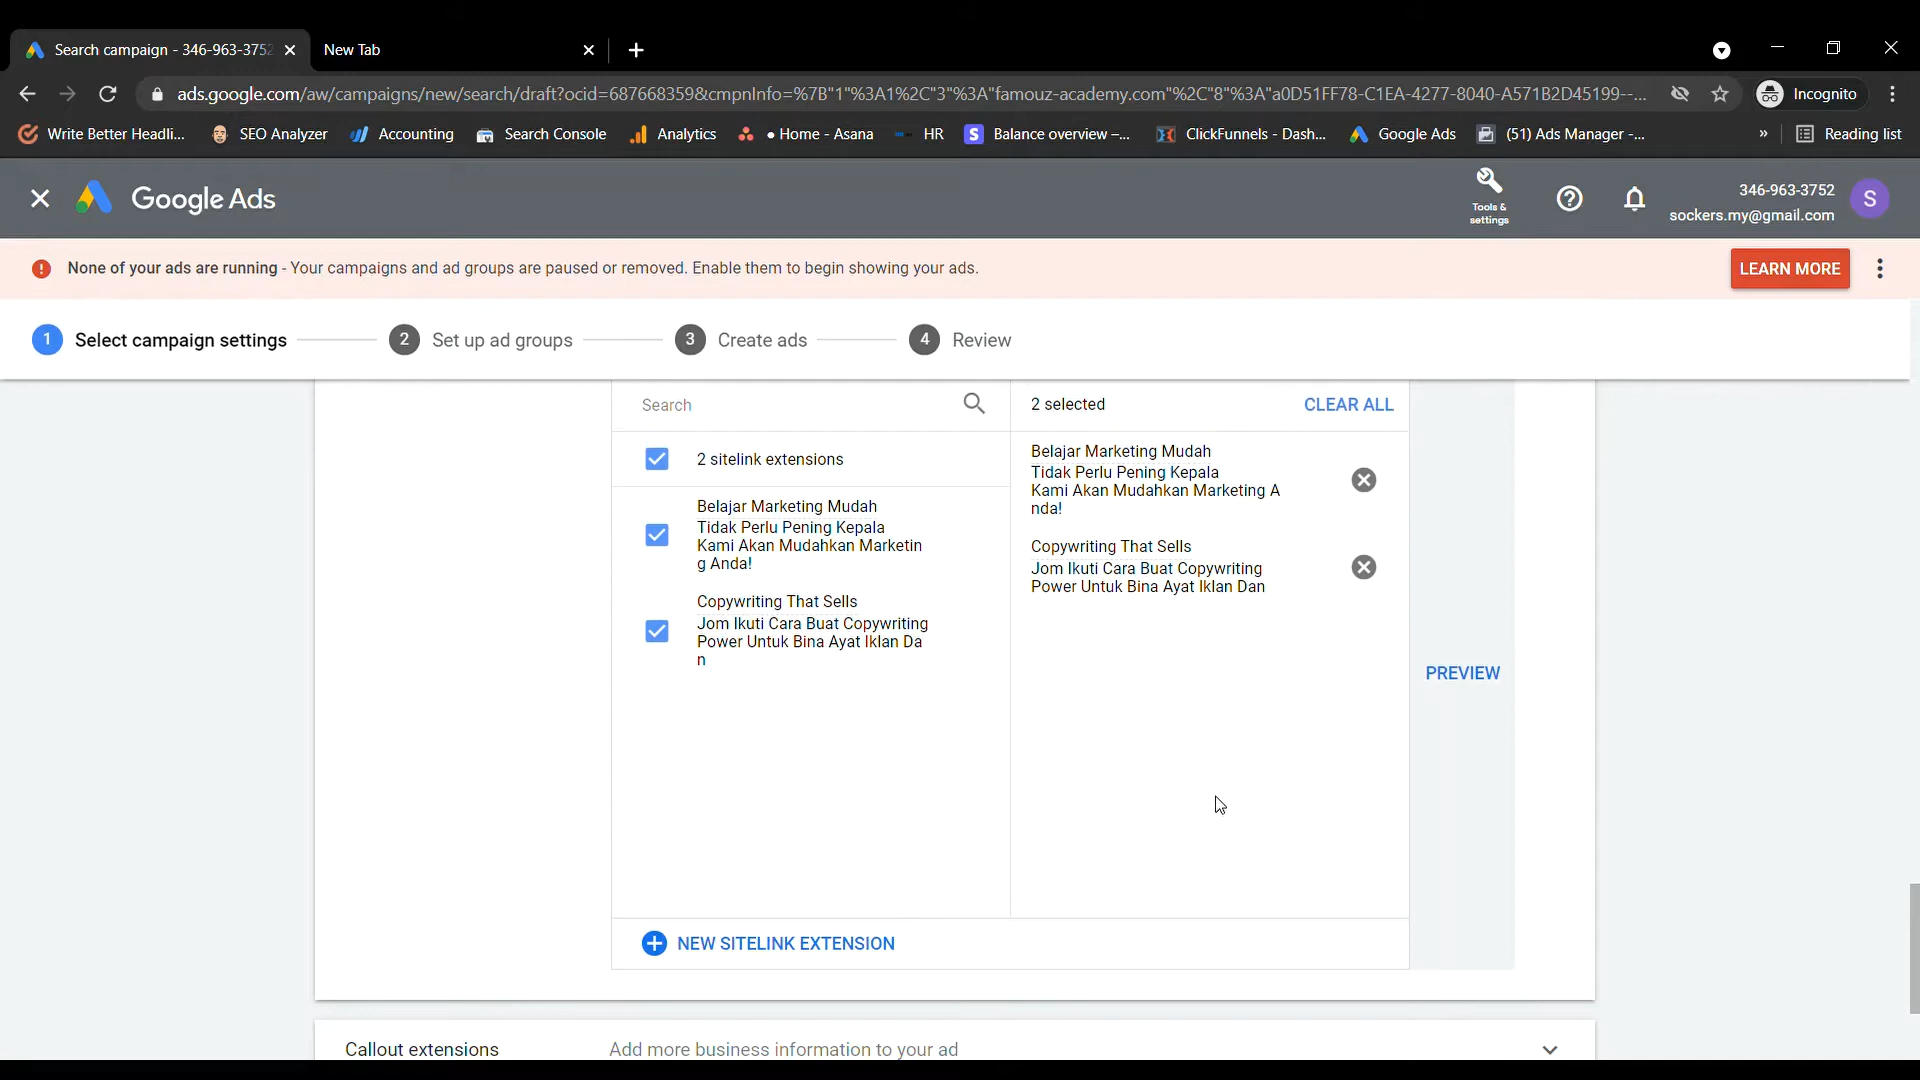 Search campaign - 346-963-3752
New Tab
ads.google.com/aw/campaigns/new/search/draft?ocid=687668359&cmpnInfo=%7B"1"%3A1%2C"3"%3A"famouz-academy.com"%2C"8"%3A"a0D51FF78-C1EA-4277-8040-A571B2D45199--...
Incognito
Write Better Headli...
SEO Analyzer
Accounting
Search Console
Analytics
• Home - Asana
HR
S
Balance overview –...
ClickFunnels - Dash...
Google Ads
(51) Ads Manager -...
»
Reading list
Google Ads
Tools &
settings
346-963-3752
sockers.my@gmail.com
S
None of your ads are running - Your campaigns and ad groups are paused or removed. Enable them to begin showing your ads.
LEARN MORE
1 Select campaign settings
2 Set up ad groups
3 Create ads
4 Review
Search
2 selected
CLEAR ALL
2 sitelink extensions
Belajar Marketing Mudah
Tidak Perlu Pening Kepala
Kami Akan Mudahkan Marketin
g Anda!
Copywriting That Sells
Jom Ikuti Cara Buat Copywriting
Power Untuk Bina Ayat Iklan Da
n
Belajar Marketing Mudah
Tidak Perlu Pening Kepala
Kami Akan Mudahkan Marketing A
nda!
Copywriting That Sells
Jom Ikuti Cara Buat Copywriting
Power Untuk Bina Ayat Iklan Dan
PREVIEW
NEW SITELINK EXTENSION
Callout extensions
Add more business information to your ad